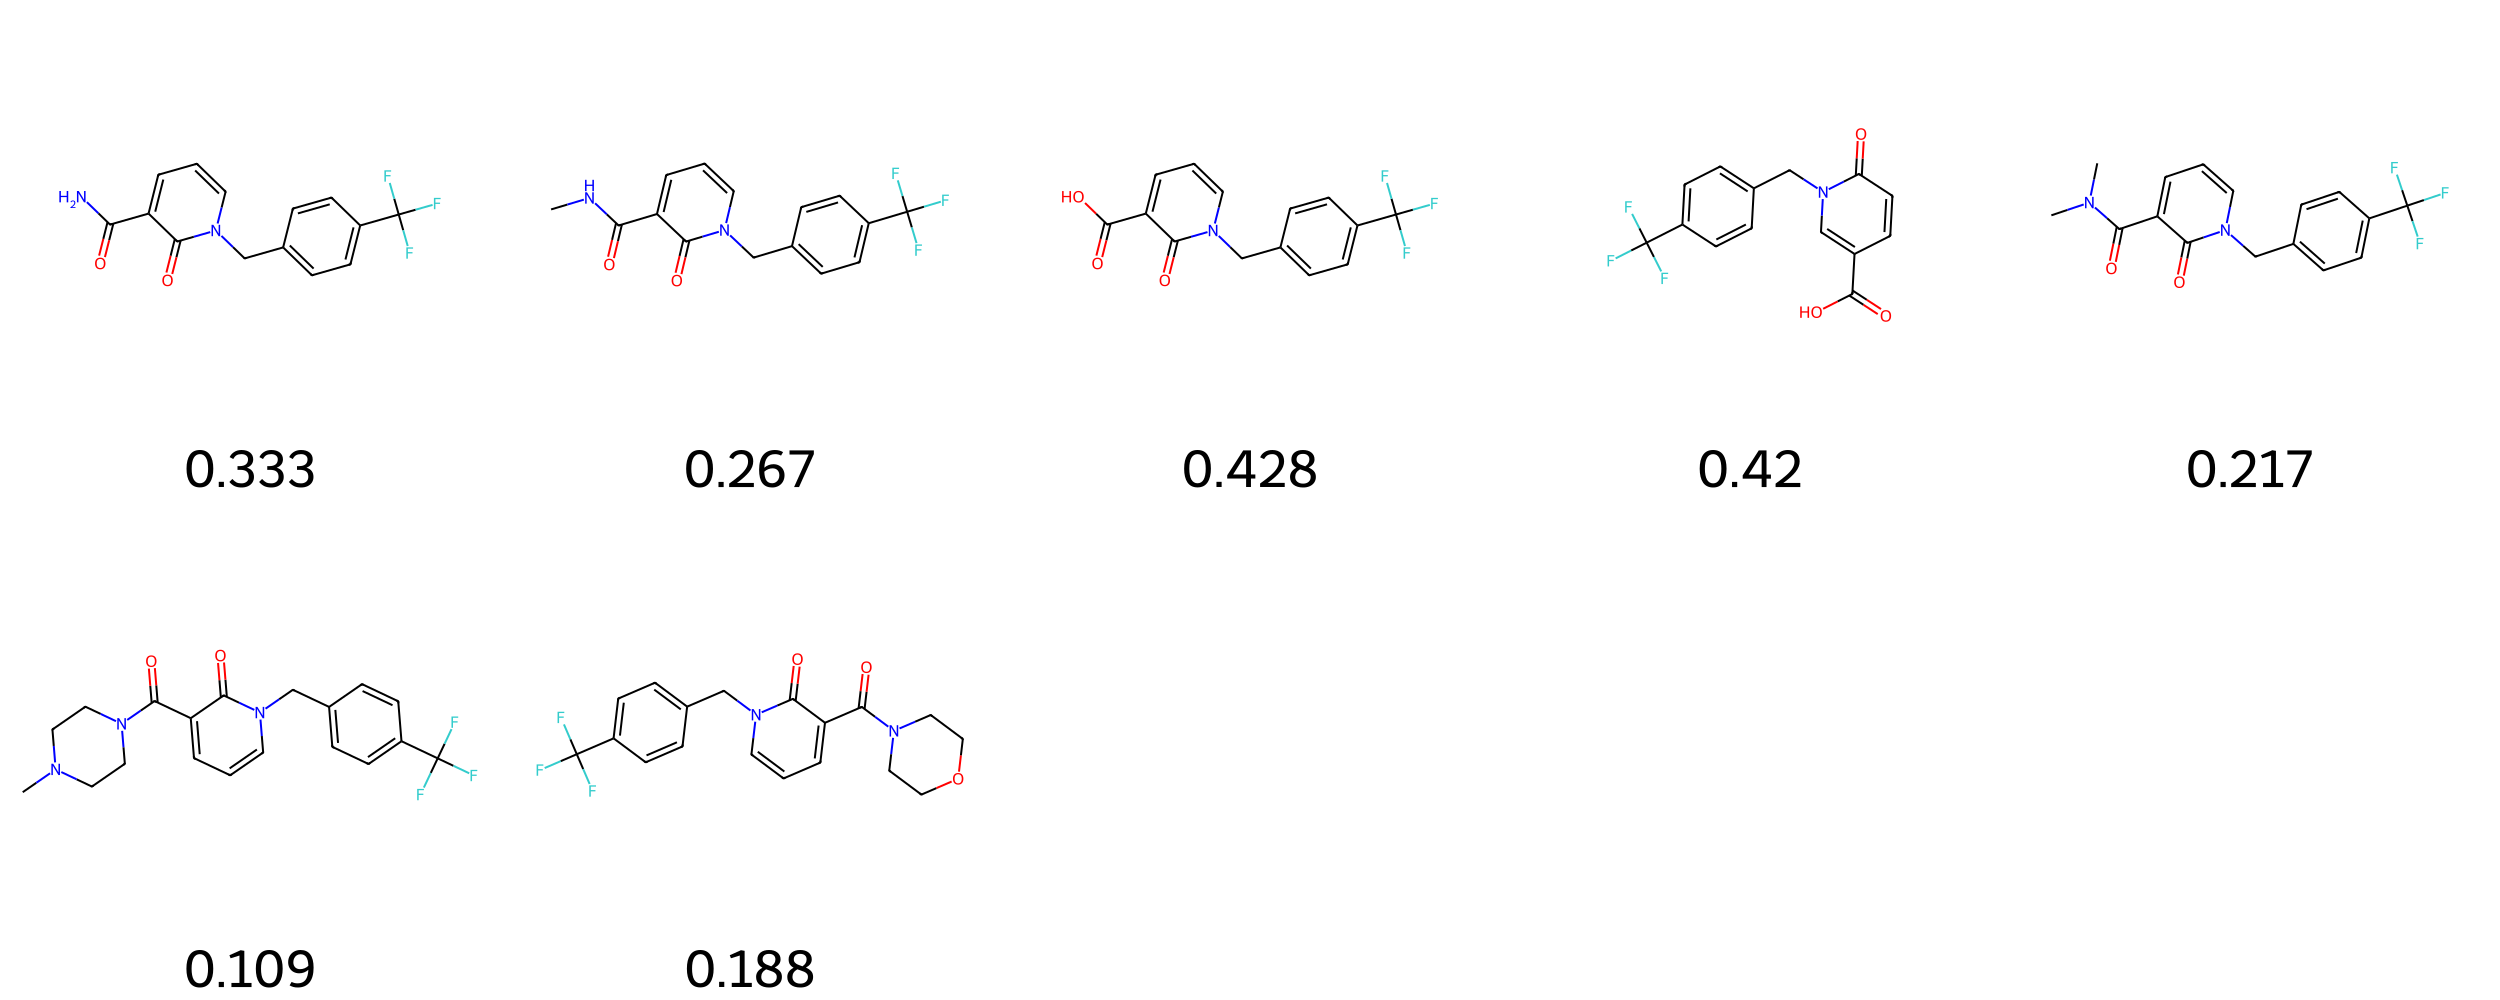 H₂N O O N F F F
H N O O N F F F
HO O O N F F F
F F F N O HO O
N O O N F F F
0.333 0.267 0.428 0.42 0.217
N N O O N F F F
F F F N O O N O
0.109 0.188